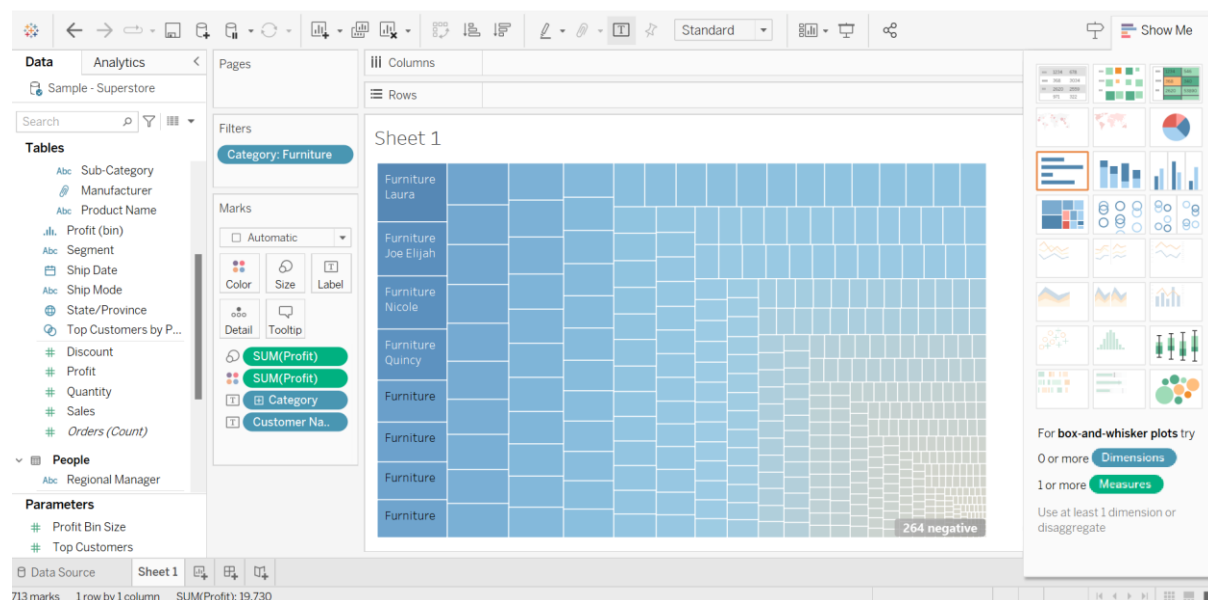 Standard
Show Me
Data
Analytics
Sample - Superstore
Search
Tables
Abc Sub-Category
Manufacturer
Abc Product Name
Profit (bin)
Abc Segment
Ship Date
Abc Ship Mode
State/Province
Top Customers by P...
# Discount
# Profit
# Quantity
# Sales
# Orders (Count)
People
Abc Regional Manager
Parameters
# Profit Bin Size
# Top Customers
Pages
Filters
Category: Furniture
Marks
Automatic
Color
Size
Label
Detail
Tooltip
SUM(Profit)
SUM(Profit)
Category
Customer Na..
Columns
Rows
Sheet 1
Furniture
Laura
Furniture
Joe Elijah
Furniture
Nicole
Furniture
Quincy
Furniture
Furniture
Furniture
Furniture
264 negative
For box-and-whisker plots try
0 or more Dimensions
1 or more Measures
Use at least 1 dimension or
disaggregate
Data Source
Sheet 1
713 marks 1 row by 1 column SUM(Profit): 19,730